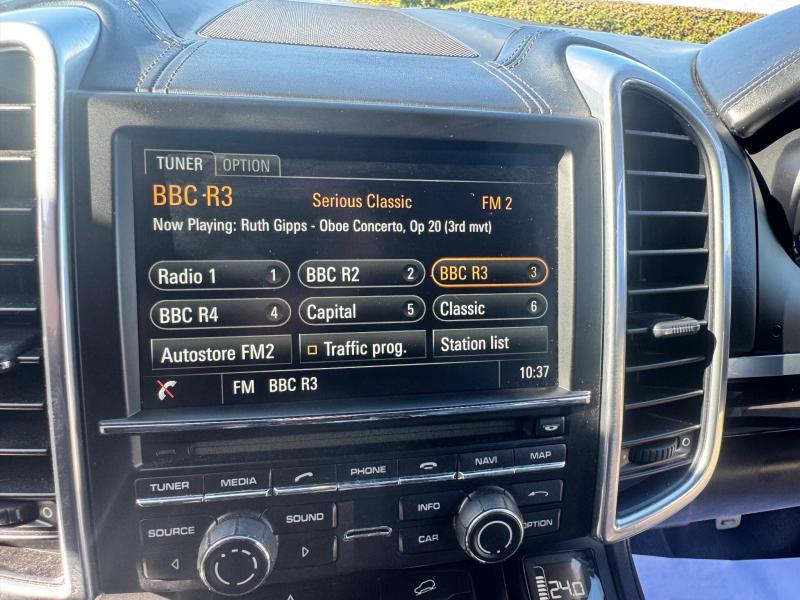 TUNER OPTION
BBC R3 Serious Classic FM 2
Now Playing: Ruth Gipps - Oboe Concerto, Op 20 (3rd mvt)
Radio 1 1 BBC R2 2 BBC R3 3
BBC R4 4 Capital 5 Classic 6
Autostore FM2 Traffic prog. Station list
FM BBC R3 10:37
TUNER MEDIA PHONE NAVI MAP
SOURCE SOUND INFO
CAR OPTION
24.0